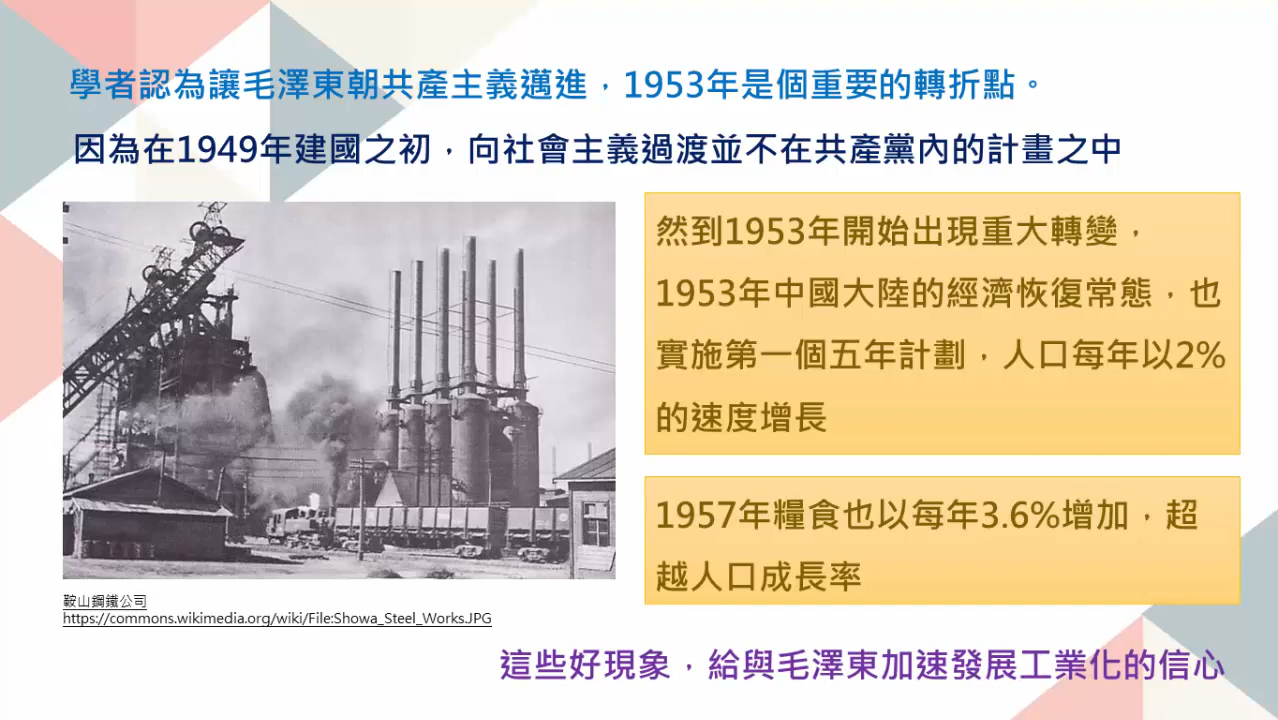 學者認為讓毛澤東朝共產主義邁進，1953年是個重要的轉折點。
因為在1949年建國之初，向社會主義過渡並不在共產黨內的計畫之中
然到1953年開始出現重大轉變，
1953年中國大陸的經濟恢復常態，也
實施第一個五年計劃，人口每年以2%
的速度增長
1957年糧食也以每年3.6%增加，超
越人口成長率
鞍山鋼鐵公司
https://commons.wikimedia.org/wiki/File:Showa_Steel_Works.JPG
這些好現象，給與毛澤東加速發展工業化的信心